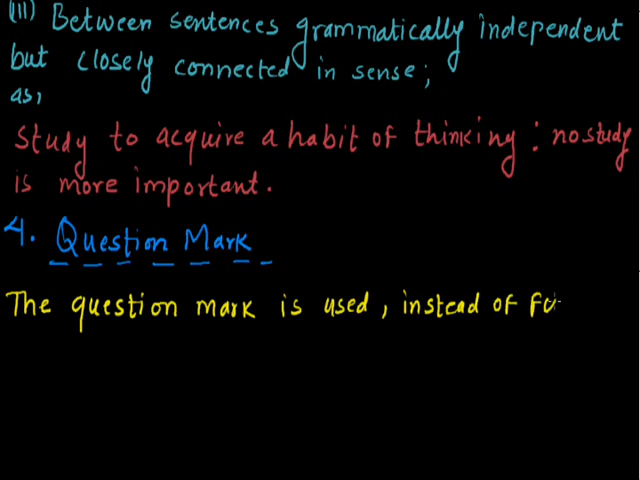 (III) Between sentences grammatically independent
but closely connected in sense;
as,
Study to acquire a habit of thinking : no study
is more important.
4. Question Mark
The question mark is used, instead of